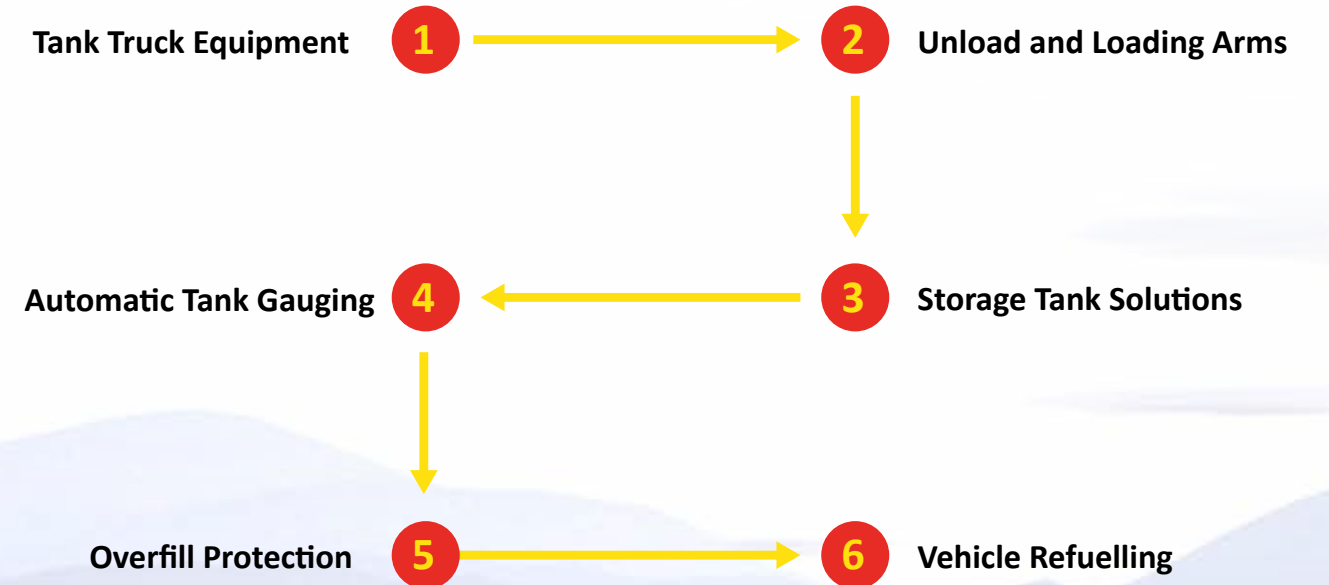 Tank Truck Equipment 1
2 Unload and Loading Arms
3 Storage Tank Solutions
Automatic Tank Gauging 4
Overfill Protection 5
6 Vehicle Refuelling